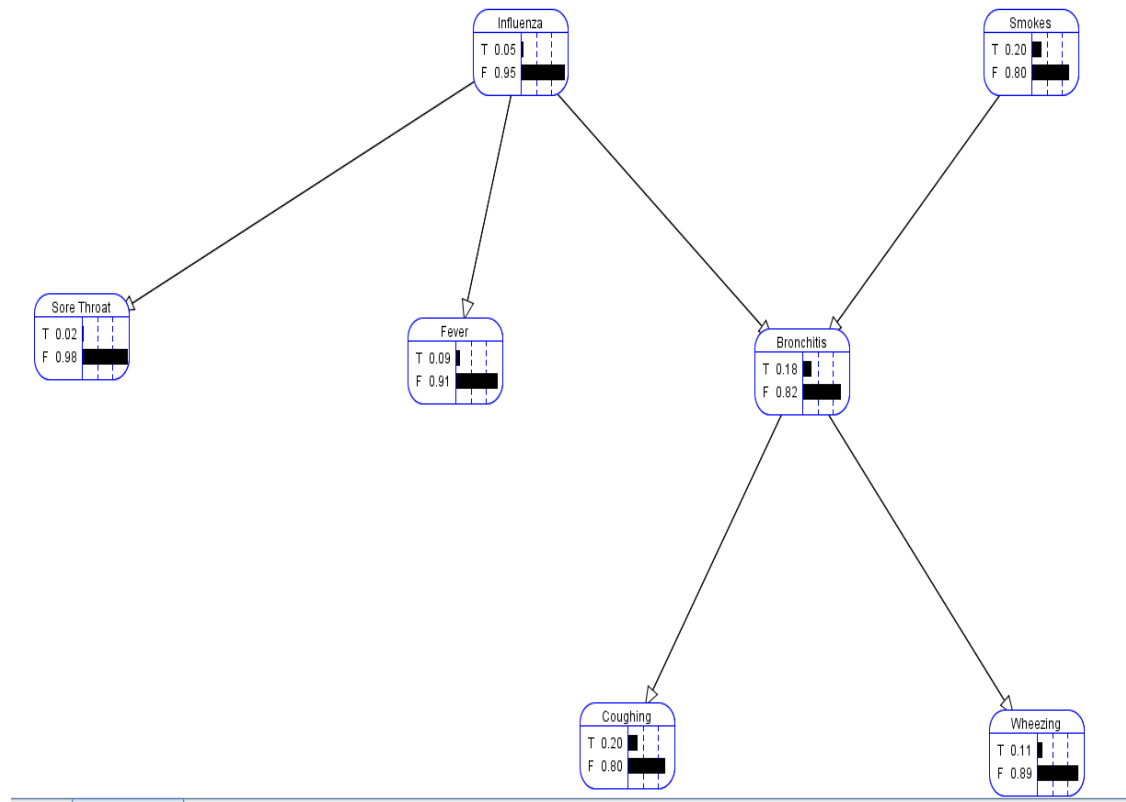 Influenza
T 0.05
F 0.95
Smokes
T 0.20
F 0.80
Sore Throat
T 0.02
F 0.98
Fever
T 0.09
F 0.91
Bronchitis
T 0.18
F 0.82
Coughing
T 0.20
F 0.80
Wheezing
T 0.11
F 0.89